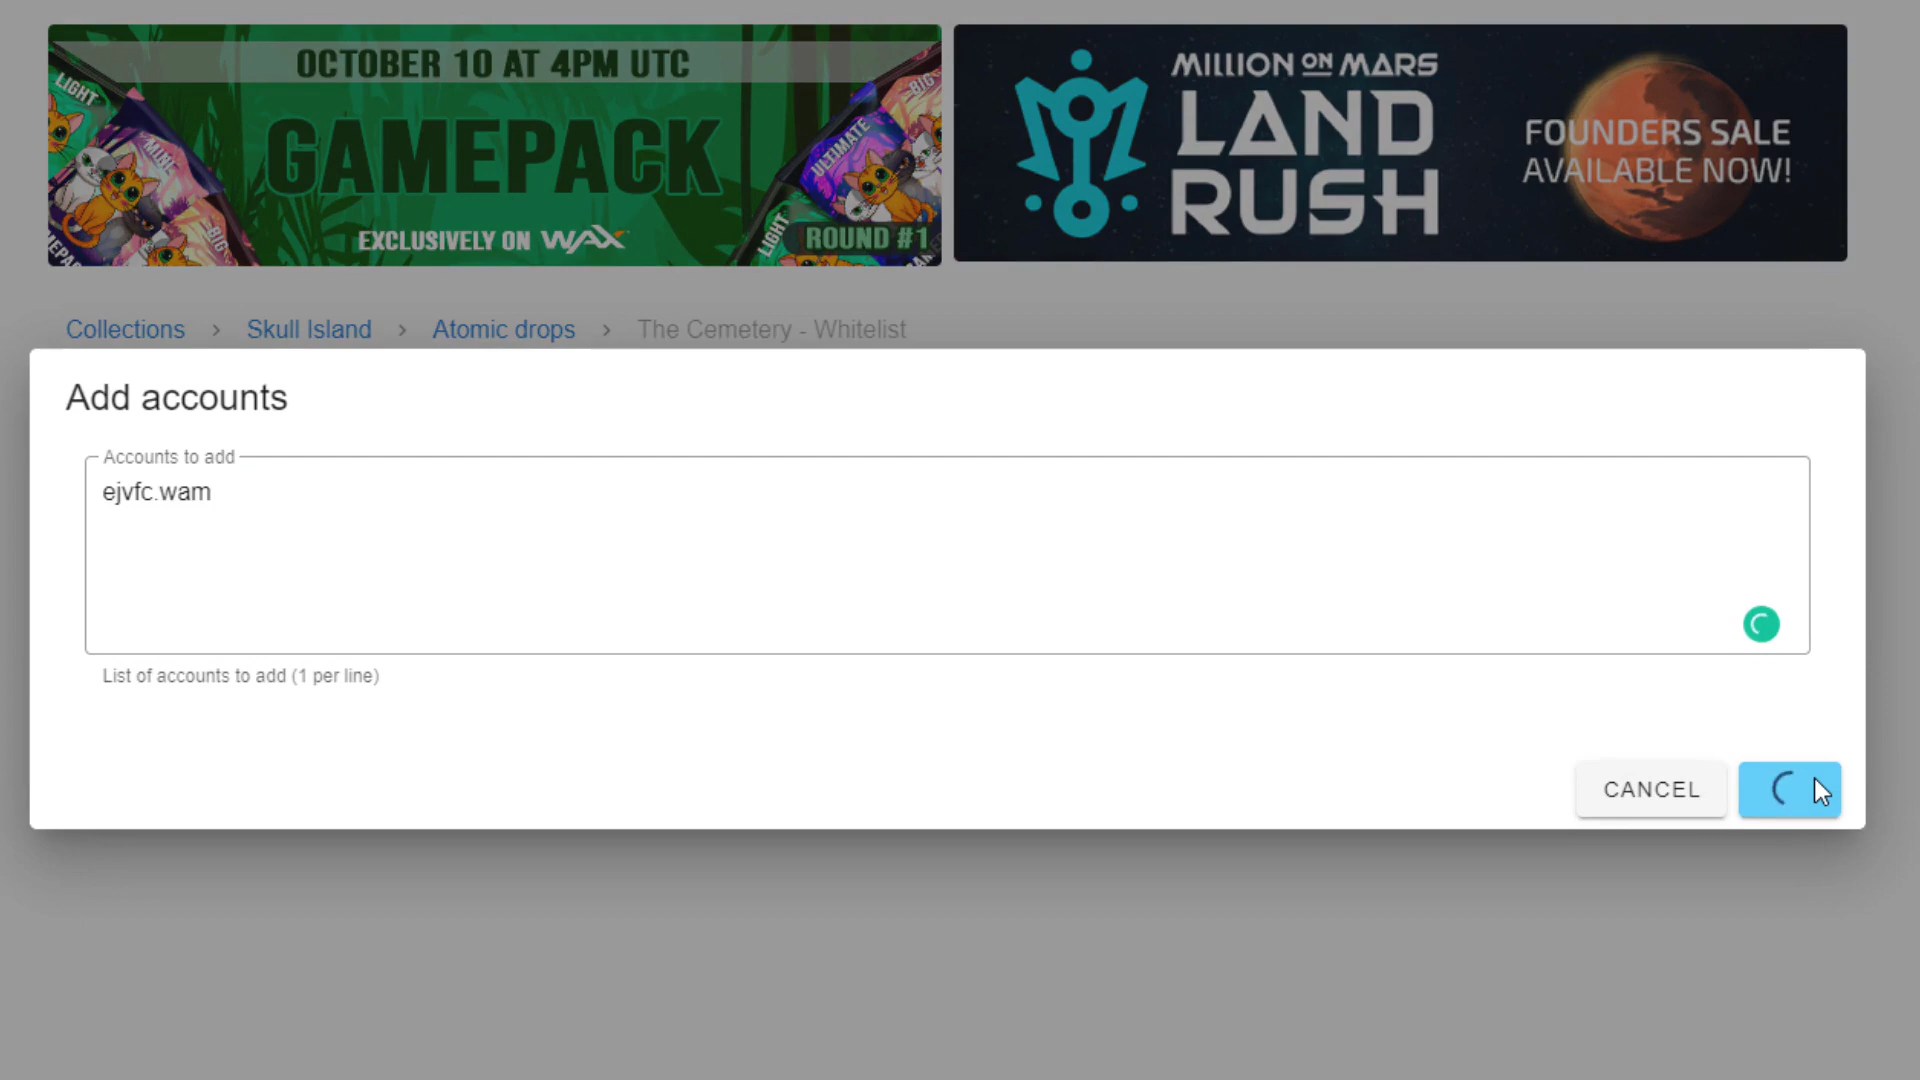 OCTOBER 10 AT 4PM UTC
GAMEPACK
EXCLUSIVELY ON WAX
LIGHT
MINI
BIG
ULTIMATE
BIG
LIGHT
ROUND #1
MILLION ON MARS
LAND
RUSH
FOUNDERS SALE
AVAILABLE NOW!
Collections > Skull Island > Atomic drops > The Cemetery - Whitelist
Add accounts
Accounts to add
ejvfc.wam
List of accounts to add (1 per line)
CANCEL